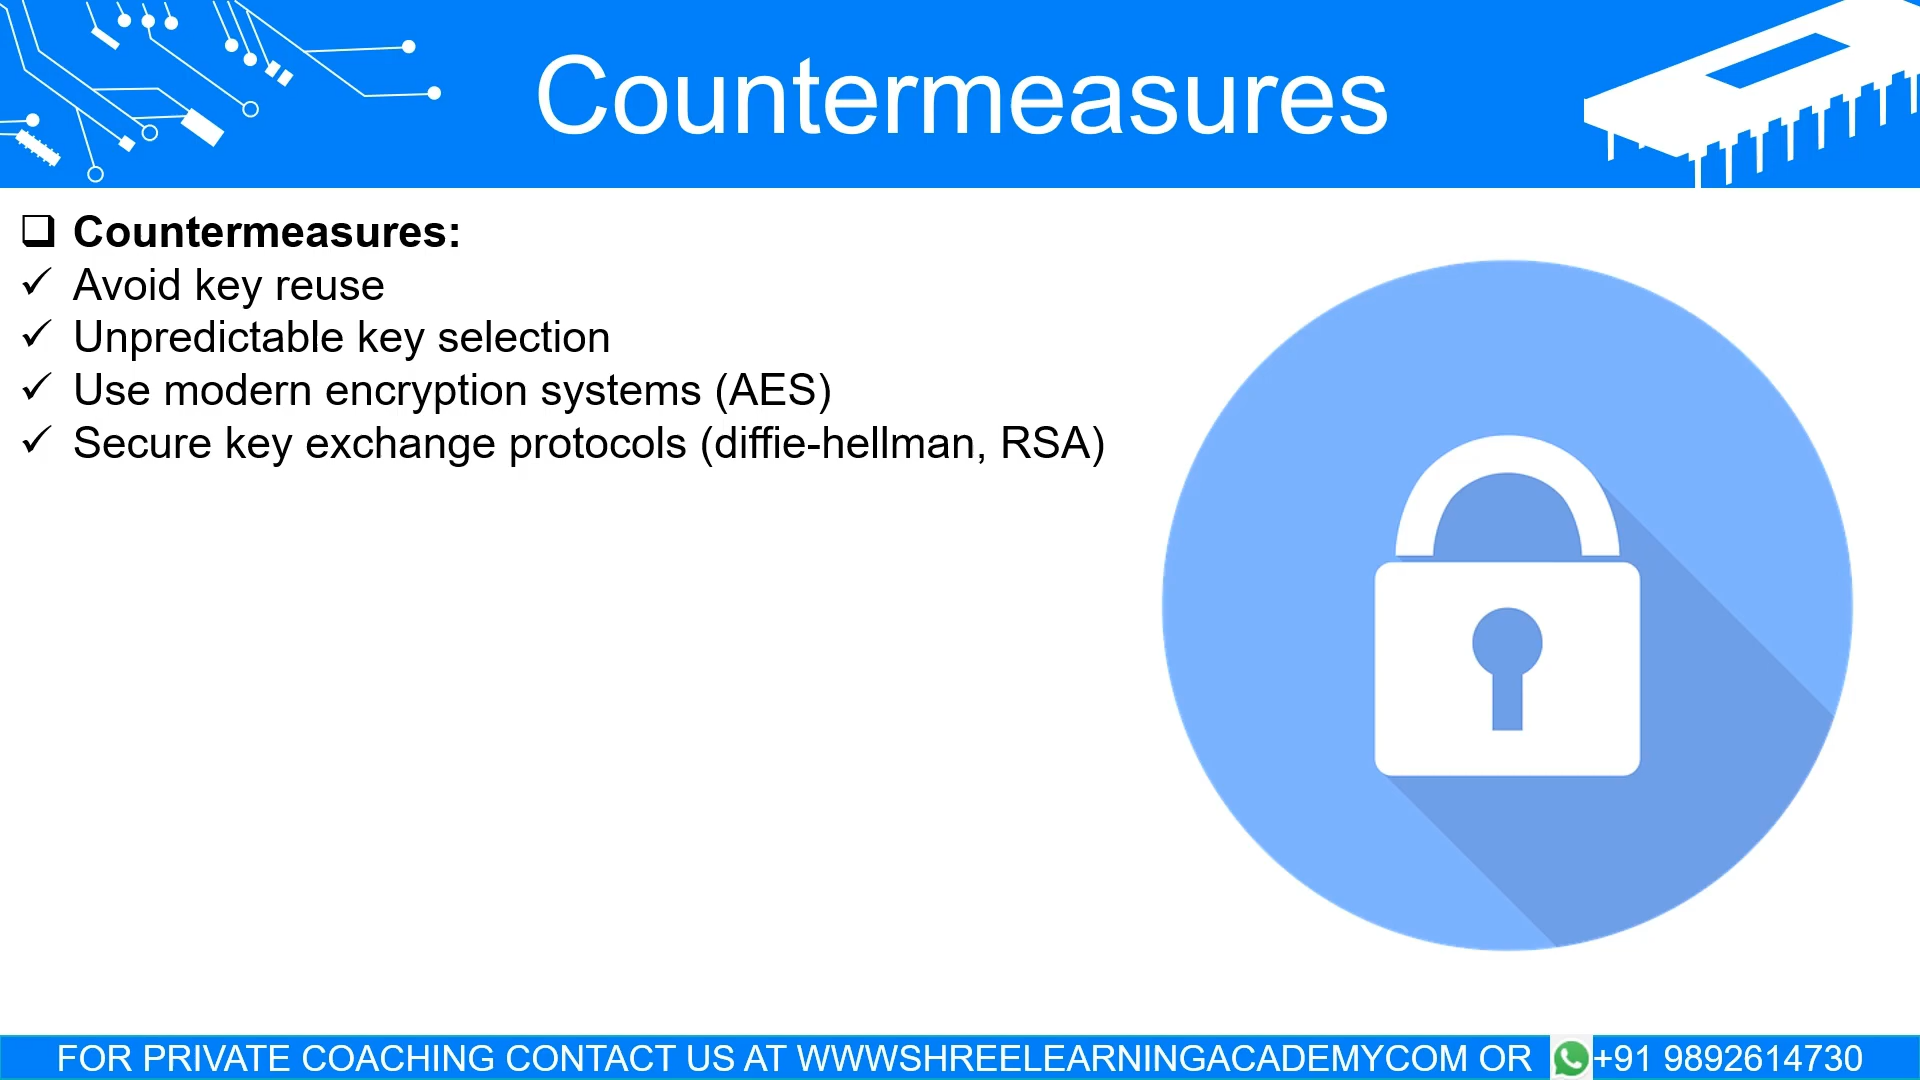 Countermeasures
Countermeasures:
Avoid key reuse
Unpredictable key selection
Use modern encryption systems (AES)
Secure key exchange protocols (diffie-hellman, RSA)
FOR PRIVATE COACHING CONTACT US AT WWWSHREELEARNINGACADEMYCOM OR +91 9892614730